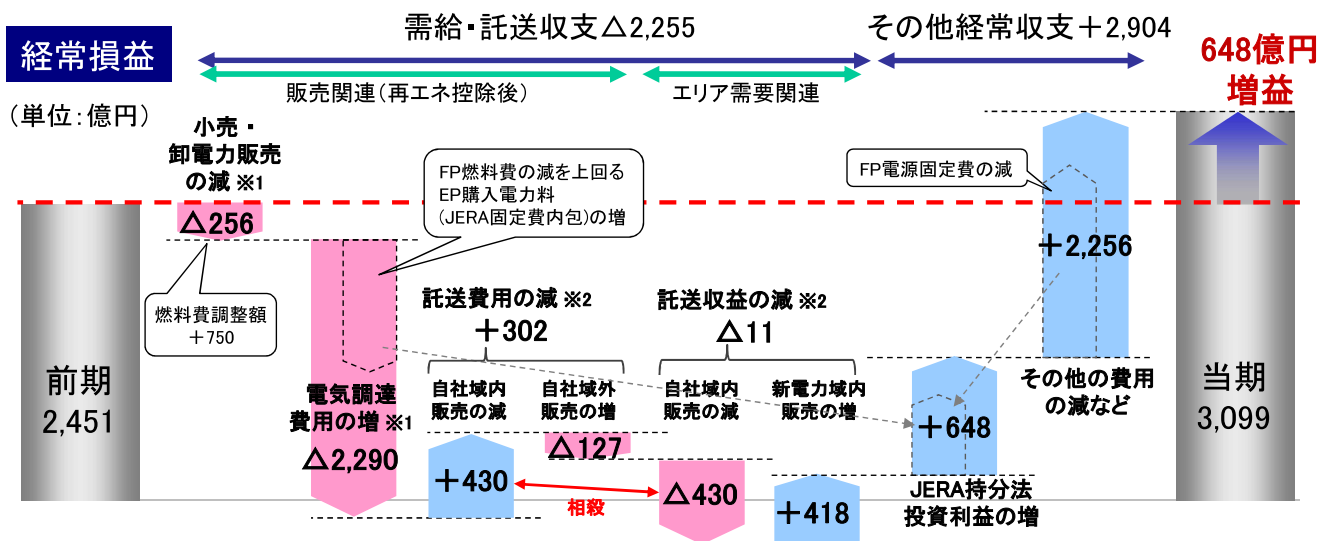 需給・託送収支△2,255
その他経常収支＋2,904
経常損益
648億円
増益
販売関連（再エネ控除後）
エリア需要関連
（単位：億円）
小売・
卸電力販売
の減 ※1
△256
FP燃料費の減を上回る
EP購入電力料
（JERA固定費内包）の増
FP電源固定費の減
燃料費調整額
＋750
託送費用の減 ※2
＋302
託送収益の減 ※2
△11
＋2,256
前期
2,451
電気調達
費用の増※1
△2,290
自社域内
販売の減
自社域外
販売の増
自社域内
販売の減
新電力域内
販売の増
その他の費用
の減など
当期
3,099
＋648
△127
＋430
相殺
△430
＋418
JERA持分法
投資利益の増